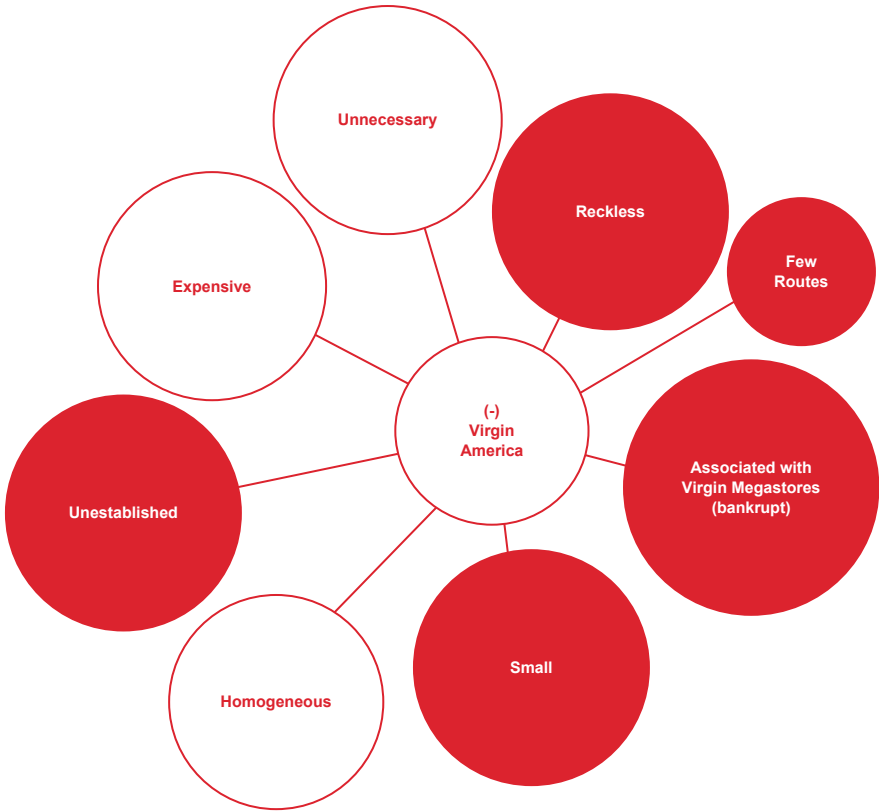 Unnecessary
Reckless
Few
Routes
Expensive
(-)
Virgin
America
Associated with
Virgin Megastores
(bankrupt)
Unestablished
Small
Homogeneous